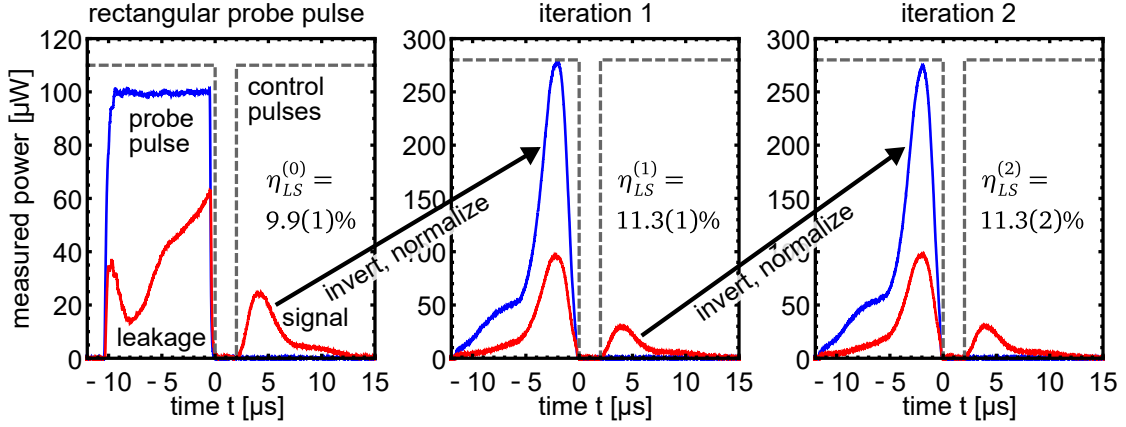 rectangular probe pulse
iteration 1
iteration 2
measured power [µW]
120
100
80
60
40
20
0
probe
pulse
control
pulses
η_LS^(0) =
9.9(1)%
leakage
signal
- 10
- 5
0
5
10
15
time t [µs]
invert, normalize
300
250
200
150
100
50
0
η_LS^(1) =
11.3(1)%
- 10
- 5
0
5
10
15
time t [µs]
invert, normalize
300
250
200
150
100
50
0
η_LS^(2) =
11.3(2)%
- 10
- 5
0
5
10
15
time t [µs]